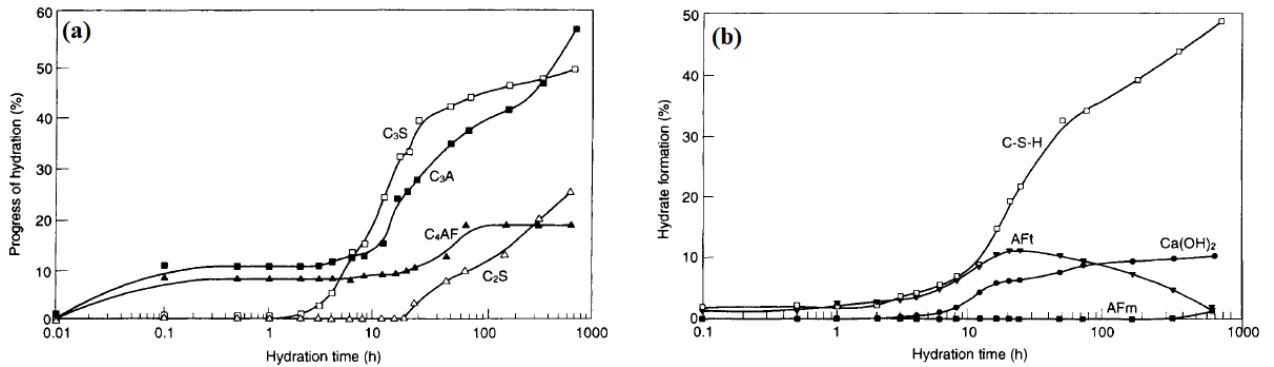 (a)
Progress of hydration (%)
60
50
40
30
20
10
0
0.01
0.1
1
10
100
1000
C₃S
C₃A
C₄AF
C₂S
Hydration time (h)
(b)
Hydrate formation (%)
50
40
30
20
10
0
0.1
1
10
100
1000
C-S-H
AFt
Ca(OH)₂
AFm
Hydration time (h)